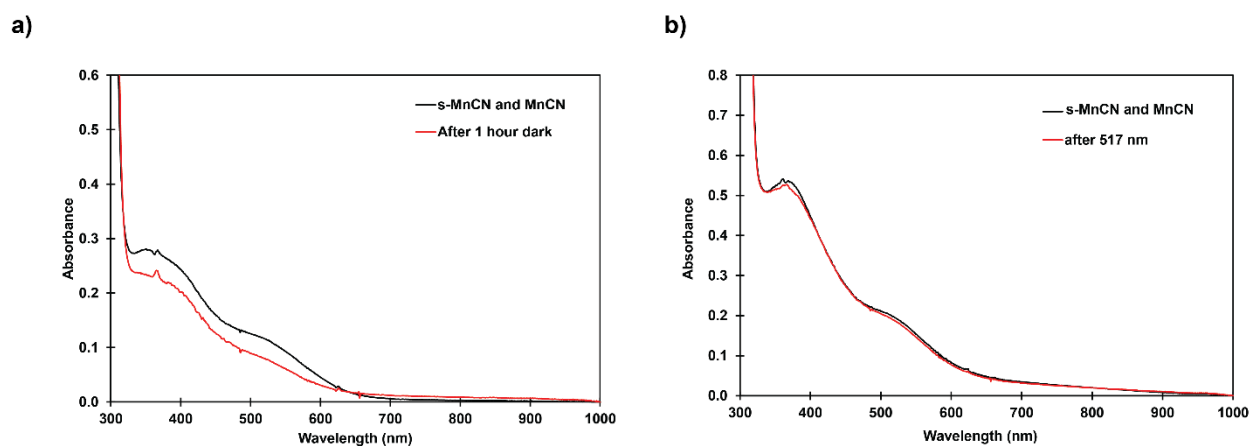 a)
0.6
0.5
0.4
0.3
0.2
0.1
0.0
300 400 500 600 700 800 900 1000
Absorbance
Wavelength (nm)
s-MnCN and MnCN
After 1 hour dark
b)
0.8
0.7
0.6
0.5
0.4
0.3
0.2
0.1
0.0
300 400 500 600 700 800 900 1000
Absorbance
Wavelength (nm)
s-MnCN and MnCN
after 517 nm